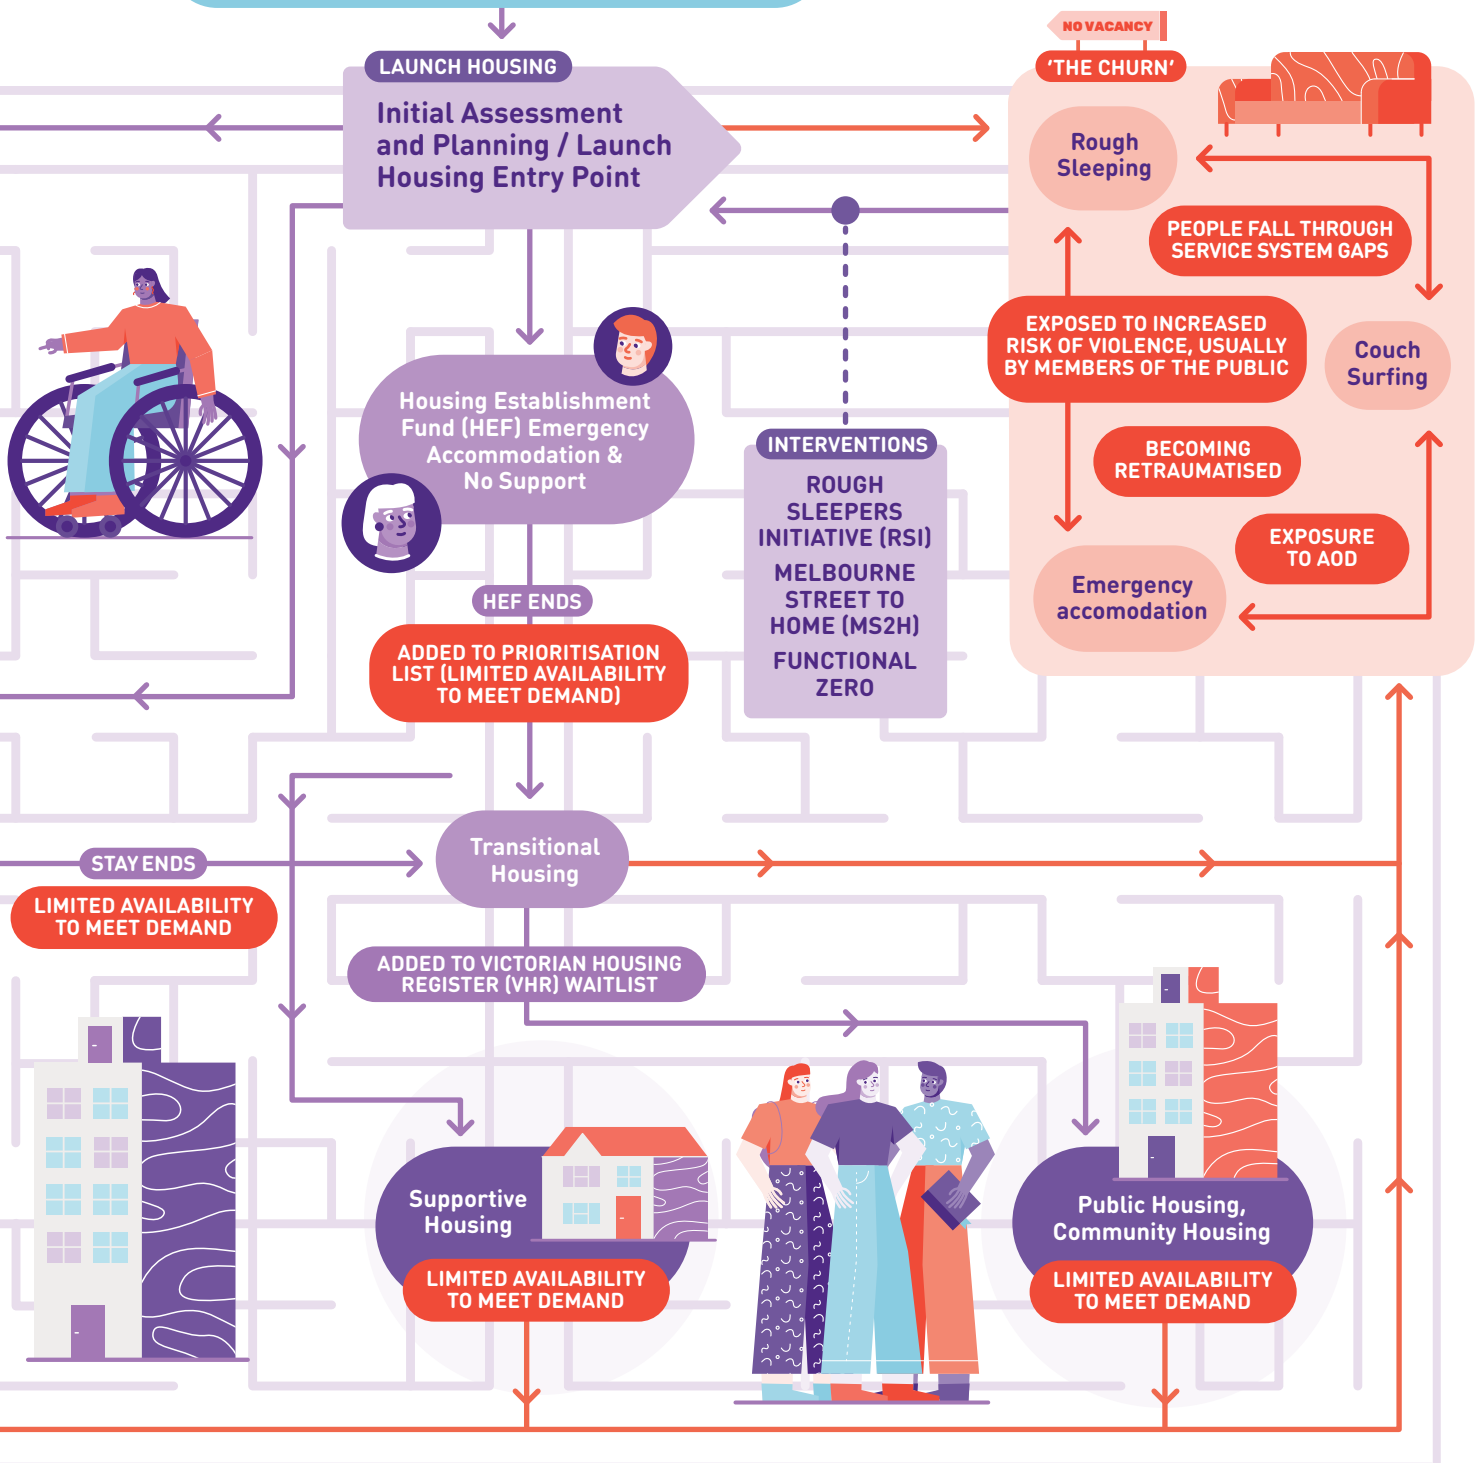 NO VACANCY
'THE CHURN'
LAUNCH HOUSING
Initial Assessment
and Planning / Launch
Housing Entry Point
Rough
Sleeping
PEOPLE FALL THROUGH
SERVICE SYSTEM GAPS
EXPOSED TO INCREASED
RISK OF VIOLENCE, USUALLY
BY MEMBERS OF THE PUBLIC
Couch
Surfing
BECOMING
RETRAUMATISED
EXPOSURE
TO AOD
Emergency
accomodation
Housing Establishment
Fund (HEF) Emergency
Accommodation &
No Support
INTERVENTIONS
ROUGH
SLEEPERS
INITIATIVE (RSI)
MELBOURNE
STREET TO
HOME (MS2H)
FUNCTIONAL
ZERO
HEF ENDS
ADDED TO PRIORITISATION
LIST (LIMITED AVAILABILITY
TO MEET DEMAND)
Transitional
Housing
STAY ENDS
LIMITED AVAILABILITY
TO MEET DEMAND
ADDED TO VICTORIAN HOUSING
REGISTER (VHR) WAITLIST
Supportive
Housing
LIMITED AVAILABILITY
TO MEET DEMAND
Public Housing,
Community Housing
LIMITED AVAILABILITY
TO MEET DEMAND